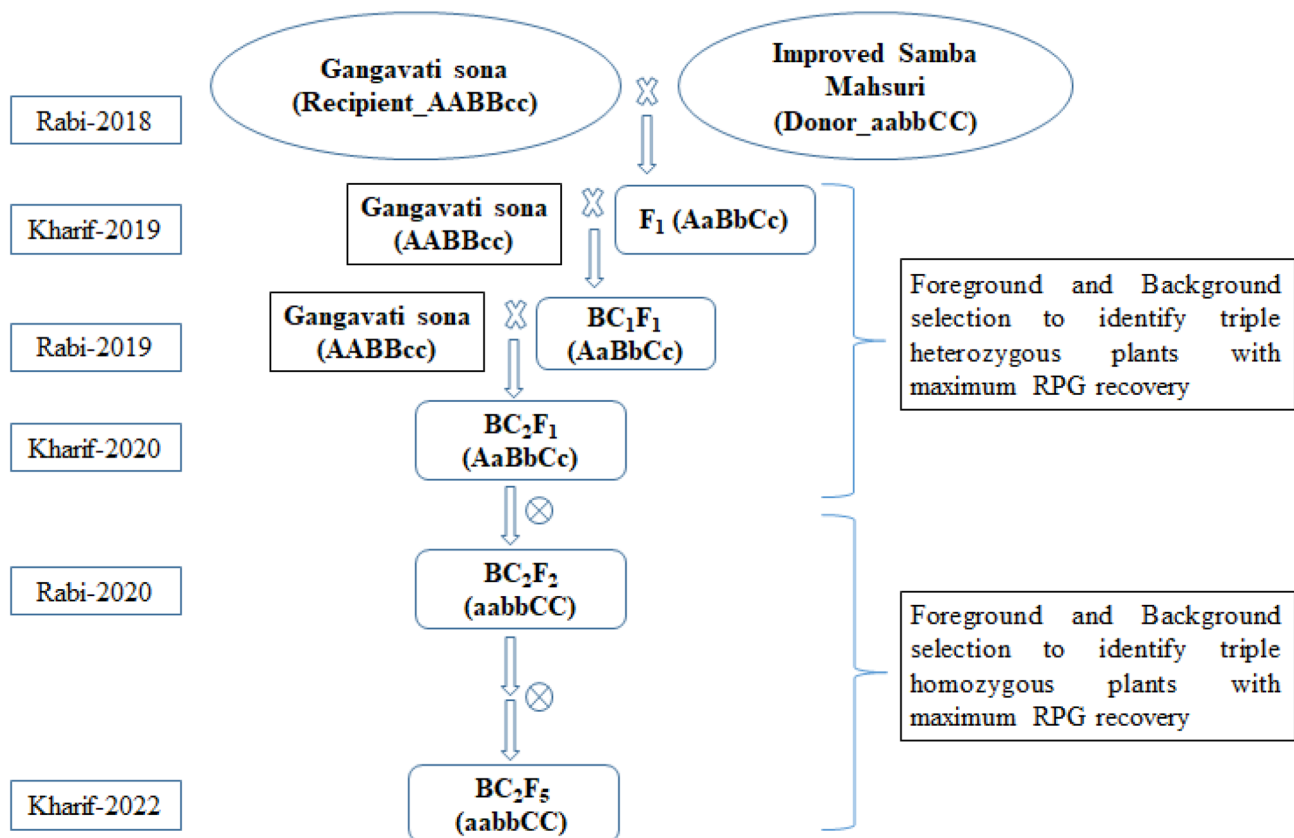 Gangavati sona
(Recipient_AABBcc)
Improved Samba
Mahsuri
(Donor_aabbCC)
Rabi-2018
Kharif-2019
Gangavati sona
(AABBcc)
F₁ (AaBbCc)
Rabi-2019
Gangavati sona
(AABBcc)
BC₁F₁
(AaBbCc)
Foreground and Background
selection to identify triple
heterozygous plants with
maximum RPG recovery
Kharif-2020
BC₂F₁
(AaBbCc)
Rabi-2020
BC₂F₂
(aabbCC)
Foreground and Background
selection to identify triple
homozygous plants with
maximum RPG recovery
Kharif-2022
BC₂F₅
(aabbCC)